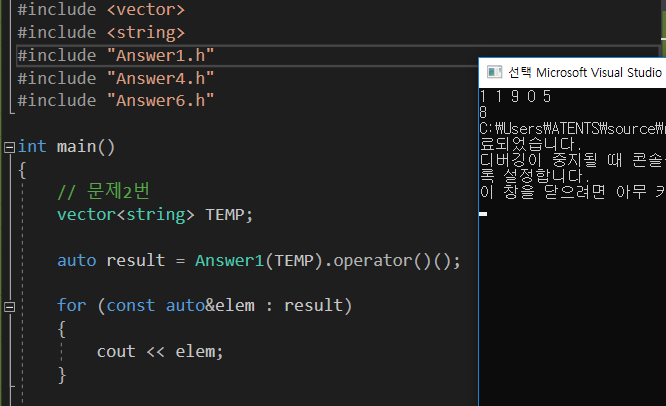 #include <vector>
#include <string>
#include "Answer1.h"
#include "Answer4.h"
#include "Answer6.h"
int main()
{
// 문제2번
vector<string> TEMP;
auto result = Answer1(TEMP).operator()();
for (const auto&elem : result)
{
cout << elem;
}
선택 Microsoft Visual Studio
1 1 9 0 5
8
C:\Users\ATENTS\source\
료되었습니다.
디버깅이 중지될 때 콘솔
록 설정합니다.
이 창을 닫으려면 아무 키